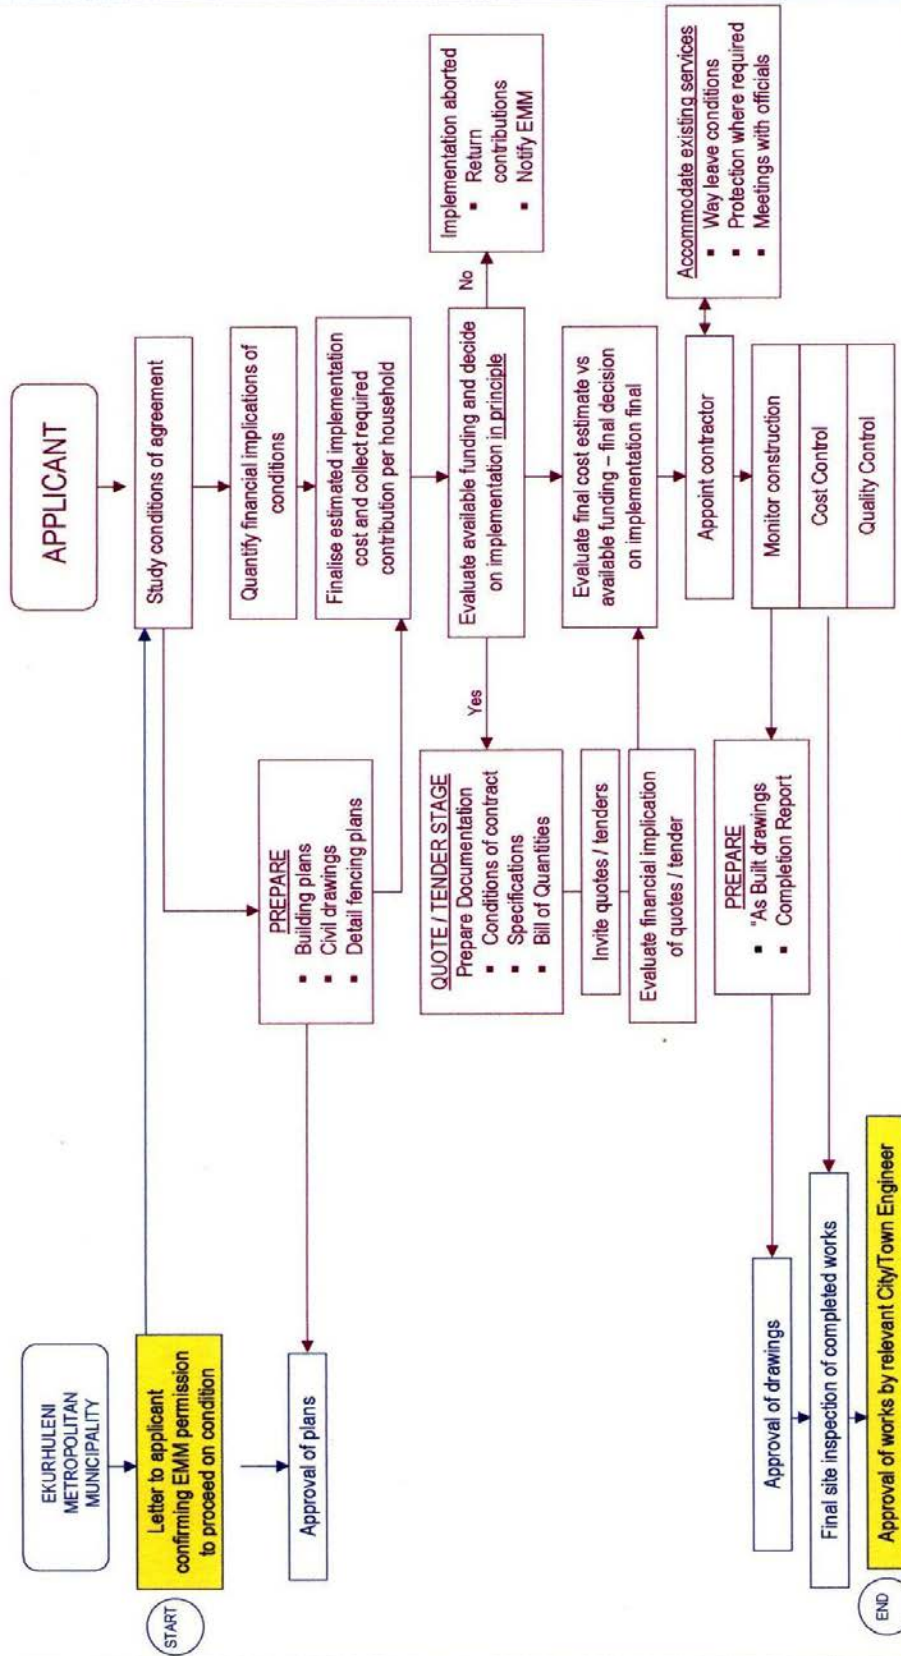 EKURHULENI
METROPOLITAN
MUNICIPALITY
APPLICANT
START
Letter to applicant
confirming EMM permission
to proceed on condition
Study conditions of agreement
Quantify financial implications of
conditions
PREPARE
▪ Building plans
▪ Civil drawings
▪ Detail fencing plans
Approval of plans
Finalise estimated implementation
cost and collect required
contribution per household
Evaluate available funding and decide
on implementation in principle
No
Implementation aborted
▪ Return
contributions
▪ Notify EMM
Yes
QUOTE / TENDER STAGE
Prepare Documentation
▪ Conditions of contract
▪ Specifications
▪ Bill of Quantities
Invite quotes / tenders
Evaluate financial implication
of quotes / tender
Evaluate final cost estimate vs
available funding – final decision
on implementation final
Appoint contractor
Accommodate existing services
▪ Way leave conditions
▪ Protection where required
▪ Meetings with officials
Monitor construction
Cost Control
Quality Control
PREPARE
▪ "As Built drawings
▪ Completion Report
Approval of drawings
Final site inspection of completed works
END
Approval of works by relevant City/Town Engineer